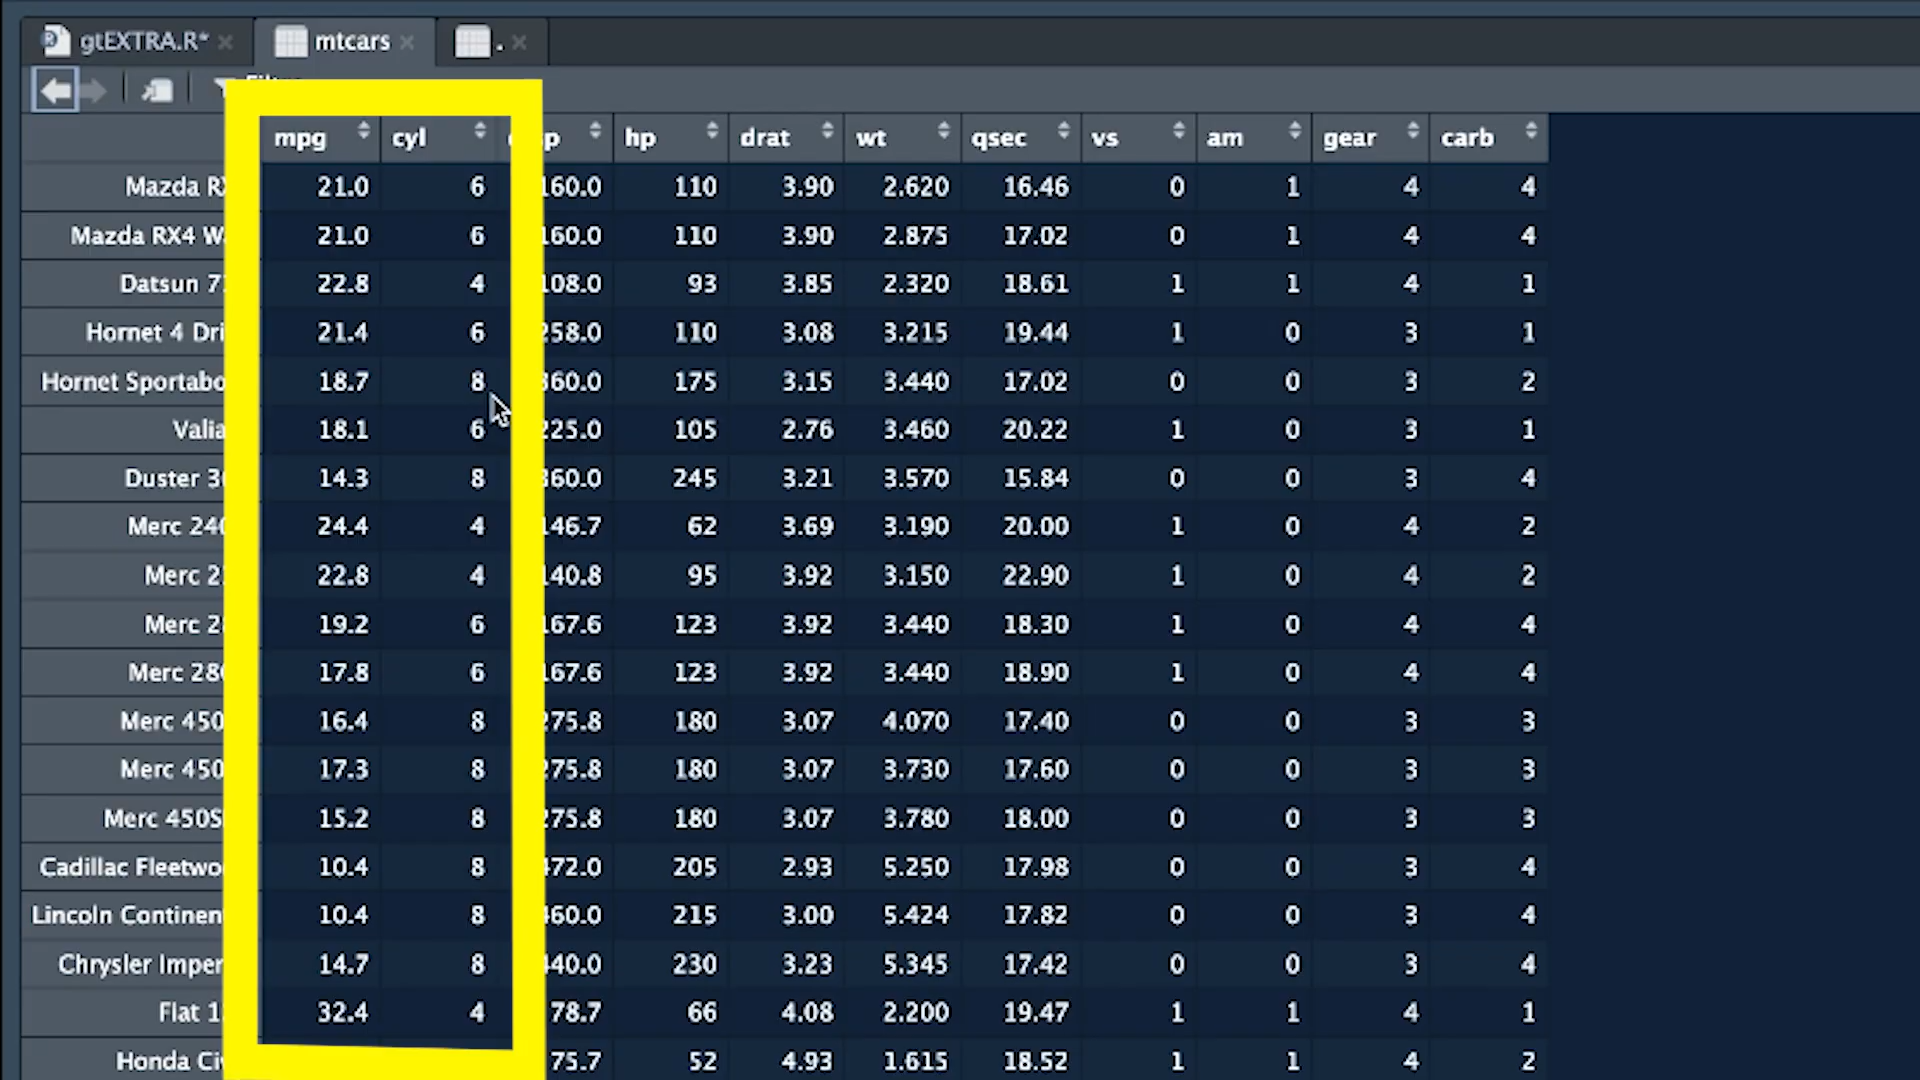 gtEXTRA.R* mtcars .
mpg cyl hp drat wt qsec vs am gear carb
Mazda 21.0 6 160.0 110 3.90 2.620 16.46 0 1 4 4
Mazda RX4 21.0 6 160.0 110 3.90 2.875 17.02 0 1 4 4
Datsun 22.8 4 108.0 93 3.85 2.320 18.61 1 1 4 1
Hornet 4 21.4 6 258.0 110 3.08 3.215 19.44 1 0 3 1
Hornet 18.7 8 360.0 175 3.15 3.440 17.02 0 0 3 2
18.1 6 225.0 105 2.76 3.460 20.22 1 0 3 1
Duster 14.3 8 360.0 245 3.21 3.570 15.84 0 0 3 4
Merc 24.4 4 146.7 62 3.69 3.190 20.00 1 0 4 2
Merc 22.8 4 140.8 95 3.92 3.150 22.90 1 0 4 2
Merc 19.2 6 167.6 123 3.92 3.440 18.30 1 0 4 4
Merc 17.8 6 167.6 123 3.92 3.440 18.90 1 0 4 4
Merc 16.4 8 275.8 180 3.07 4.070 17.40 0 0 3 3
Merc 17.3 8 275.8 180 3.07 3.730 17.60 0 0 3 3
Merc 15.2 8 275.8 180 3.07 3.780 18.00 0 0 3 3
Cadillac 10.4 8 472.0 205 2.93 5.250 17.98 0 0 3 4
Lincoln 10.4 8 460.0 215 3.00 5.424 17.82 0 0 3 4
Chrysler 14.7 8 440.0 230 3.23 5.345 17.42 0 0 3 4
Fiat 32.4 4 78.7 66 4.08 2.200 19.47 1 1 4 1
Honda 75.7 52 4.93 1.615 18.52 1 1 4 2